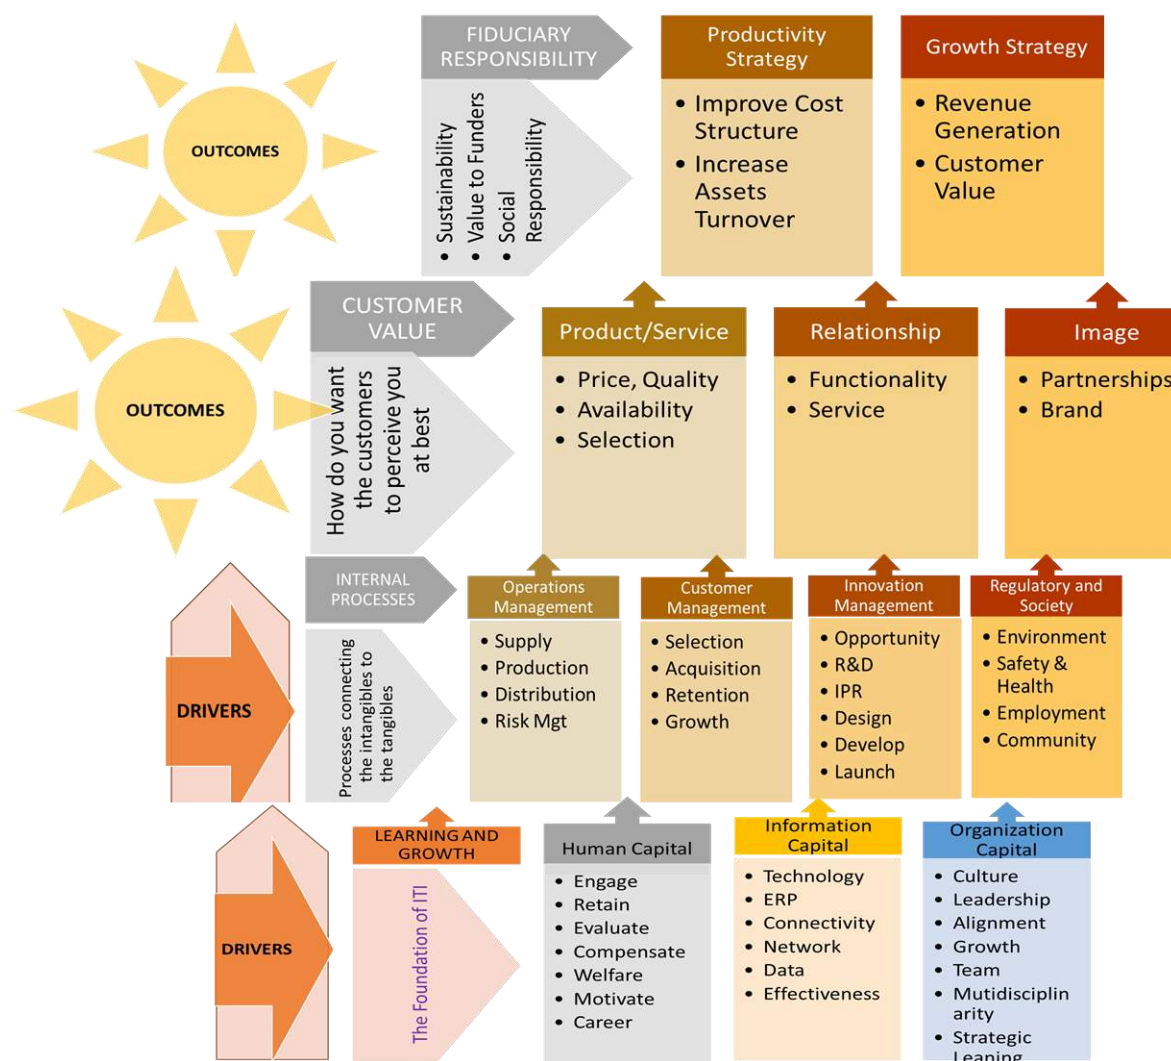 OUTCOMES
FIDUCIARY
RESPONSIBILITY
• Sustainability
• Value to Funders
• Social
Responsibility
Productivity
Strategy
• Improve Cost
Structure
• Increase
Assets
Turnover
Growth Strategy
• Revenue
Generation
• Customer
Value
OUTCOMES
CUSTOMER
VALUE
How do you want
the customers
to perceive you
at best
Product/Service
• Price, Quality
• Availability
• Selection
Relationship
• Functionality
• Service
Image
• Partnerships
• Brand
DRIVERS
INTERNAL
PROCESSES
Processes connecting
the intangibles to
the tangibles
Operations
Management
• Supply
• Production
• Distribution
• Risk Mgt
Customer
Management
• Selection
• Acquisition
• Retention
• Growth
Innovation
Management
• Opportunity
• R&D
• IPR
• Design
• Develop
• Launch
Regulatory and
Society
• Environment
• Safety &
Health
• Employment
• Community
DRIVERS
LEARNING AND
GROWTH
The Foundation of ITI
Human Capital
• Engage
• Retain
• Evaluate
• Compensate
• Welfare
• Motivate
• Career
Information
Capital
• Technology
• ERP
• Connectivity
• Network
• Data
• Effectiveness
Organization
Capital
• Culture
• Leadership
• Alignment
• Growth
• Team
• Mutidisciplin
arity
• Strategic
Leaning